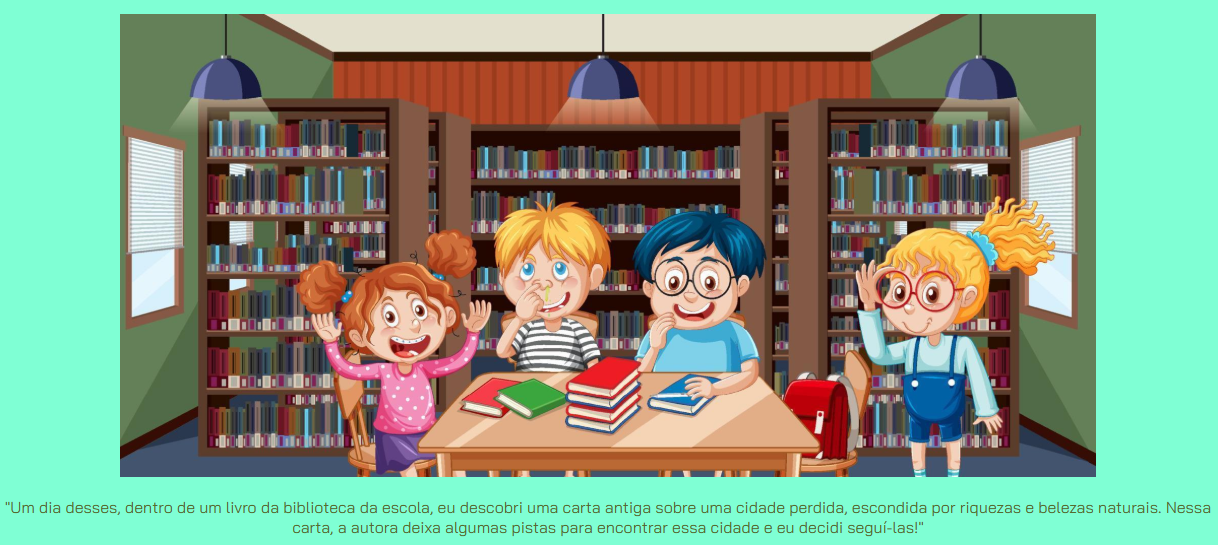 "Um dia desses, dentro de um livro da biblioteca da escola, eu descobri uma carta antiga sobre uma cidade perdida, escondida por riquezas e belezas naturais. Nessa
carta, a autora deixa algumas pistas para encontrar essa cidade e eu decidi seguí-las!"